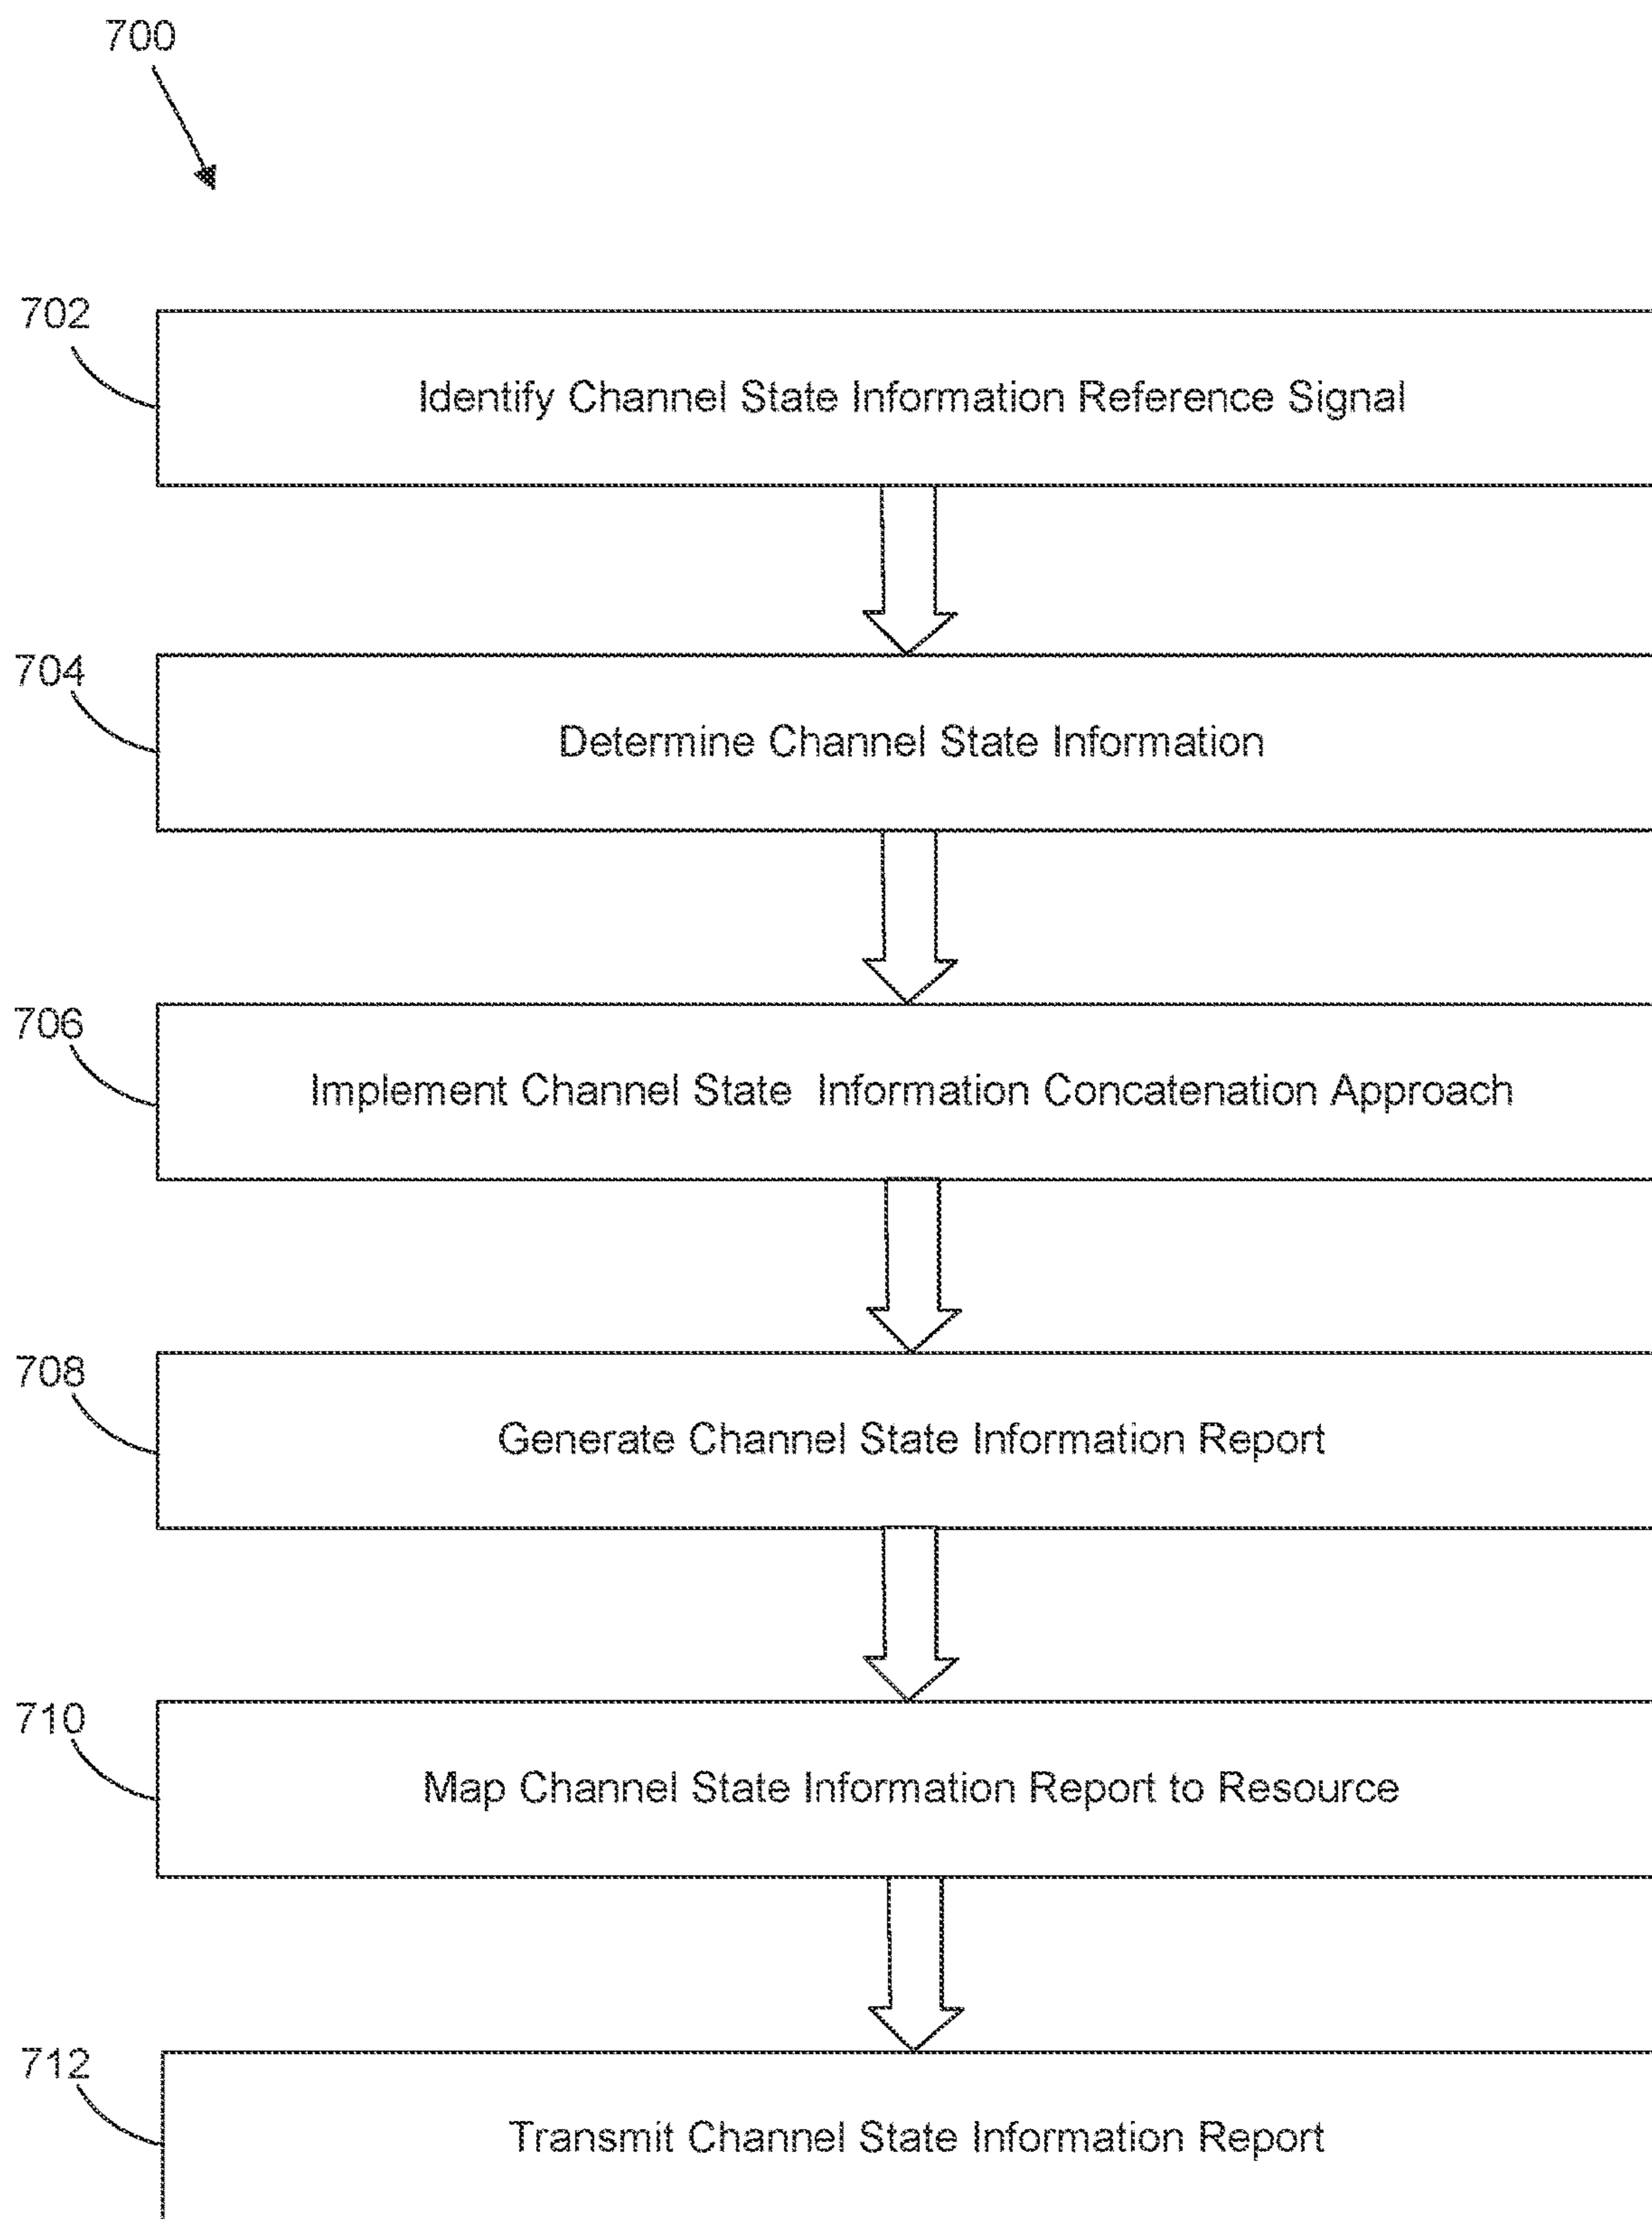 700
702
Identify Channel State Information Reference Signal
704
Determine Channel State Information
706
Implement Channel State Information Concatenation Approach
708
Generate Channel State Information Report
710
Map Channel State Information Report to Resource
712
Transmit Channel State Information Report